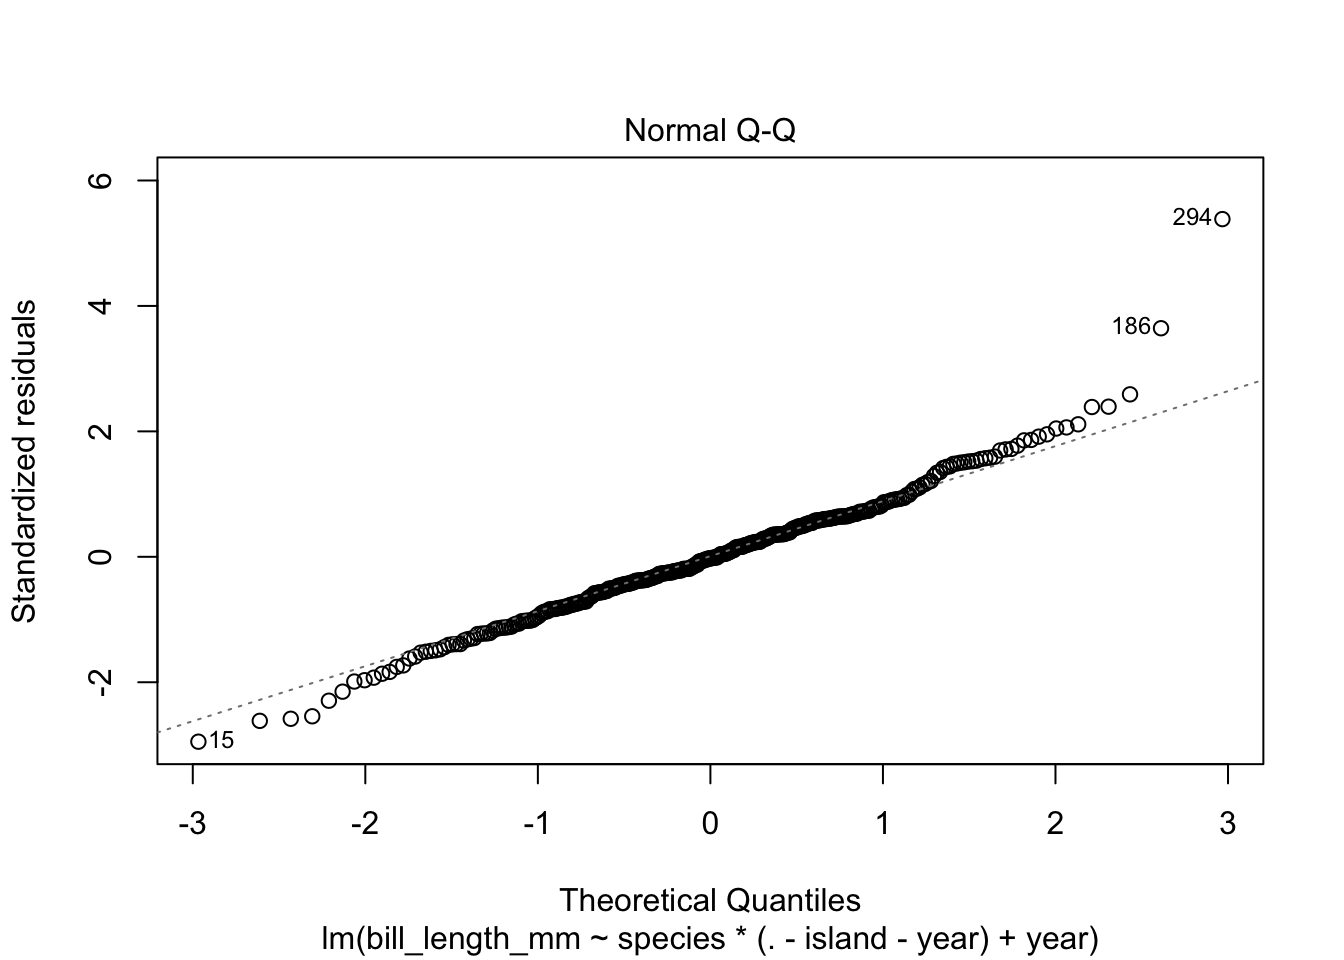 Normal Q-Q
Standardized residuals
6
4
2
0
-2
294
186
15
-3 -2 -1 0 1 2 3
Theoretical Quantiles
lm(bill_length_mm ~ species * (. - island - year) + year)